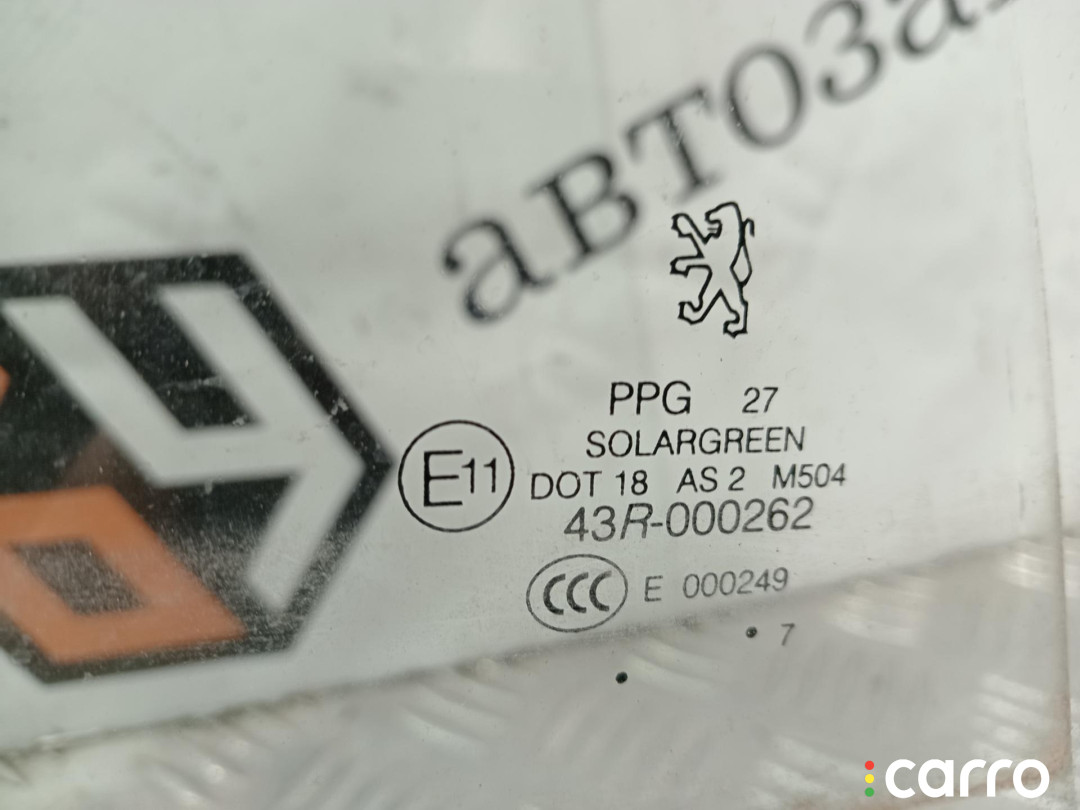 автоза
PPG 27
SOLARGREEN
E11 DOT 18 AS 2 M504
43R-000262
CCC E 000249
• 7
•
carro